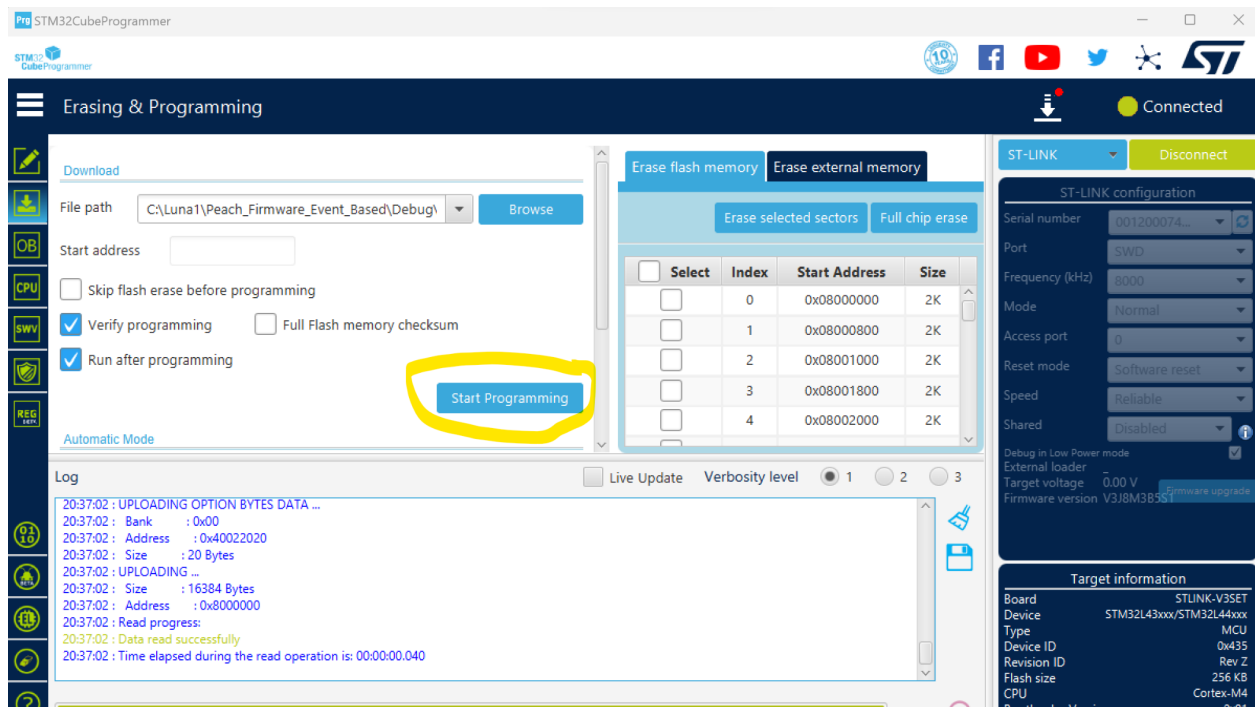 Prg STM32CubeProgrammer
STM32
CubeProgrammer
10
ST
Erasing & Programming
Connected
Download
File path C:\Luna1\Peach_Firmware_Event_Based\Debug\ Browse
Start address
Skip flash erase before programming
Verify programming Full Flash memory checksum
Run after programming
Start Programming
Automatic Mode
OB
CPU
SWV
REG
Erase flash memory Erase external memory
Erase selected sectors Full chip erase
Select Index Start Address Size
0 0x08000000 2K
1 0x08000800 2K
2 0x08001000 2K
3 0x08001800 2K
4 0x08002000 2K
ST-LINK Disconnect
ST-LINK configuration
Serial number 001200074...
Port SWD
Frequency (kHz) 8000
Mode Normal
Access port 0
Reset mode Software reset
Speed Reliable
Shared Disabled
Debug in Low Power mode
External loader _
Target voltage 0.00 V
Firmware version V3J8M3B5S1 Firmware upgrade
Log Live Update Verbosity level 1 2 3
20:37:02 : UPLOADING OPTION BYTES DATA ...
20:37:02 : Bank : 0x00
20:37:02 : Address : 0x40022020
20:37:02 : Size : 20 Bytes
20:37:02 : UPLOADING ...
20:37:02 : Size : 16384 Bytes
20:37:02 : Address : 0x8000000
20:37:02 : Read progress:
20:37:02 : Data read successfully
20:37:02 : Time elapsed during the read operation is: 00:00:00.040
Target information
Board STLINK-V3SET
Device STM32L43xxx/STM32L44xxx
Type MCU
Device ID 0x435
Revision ID Rev Z
Flash size 256 KB
CPU Cortex-M4